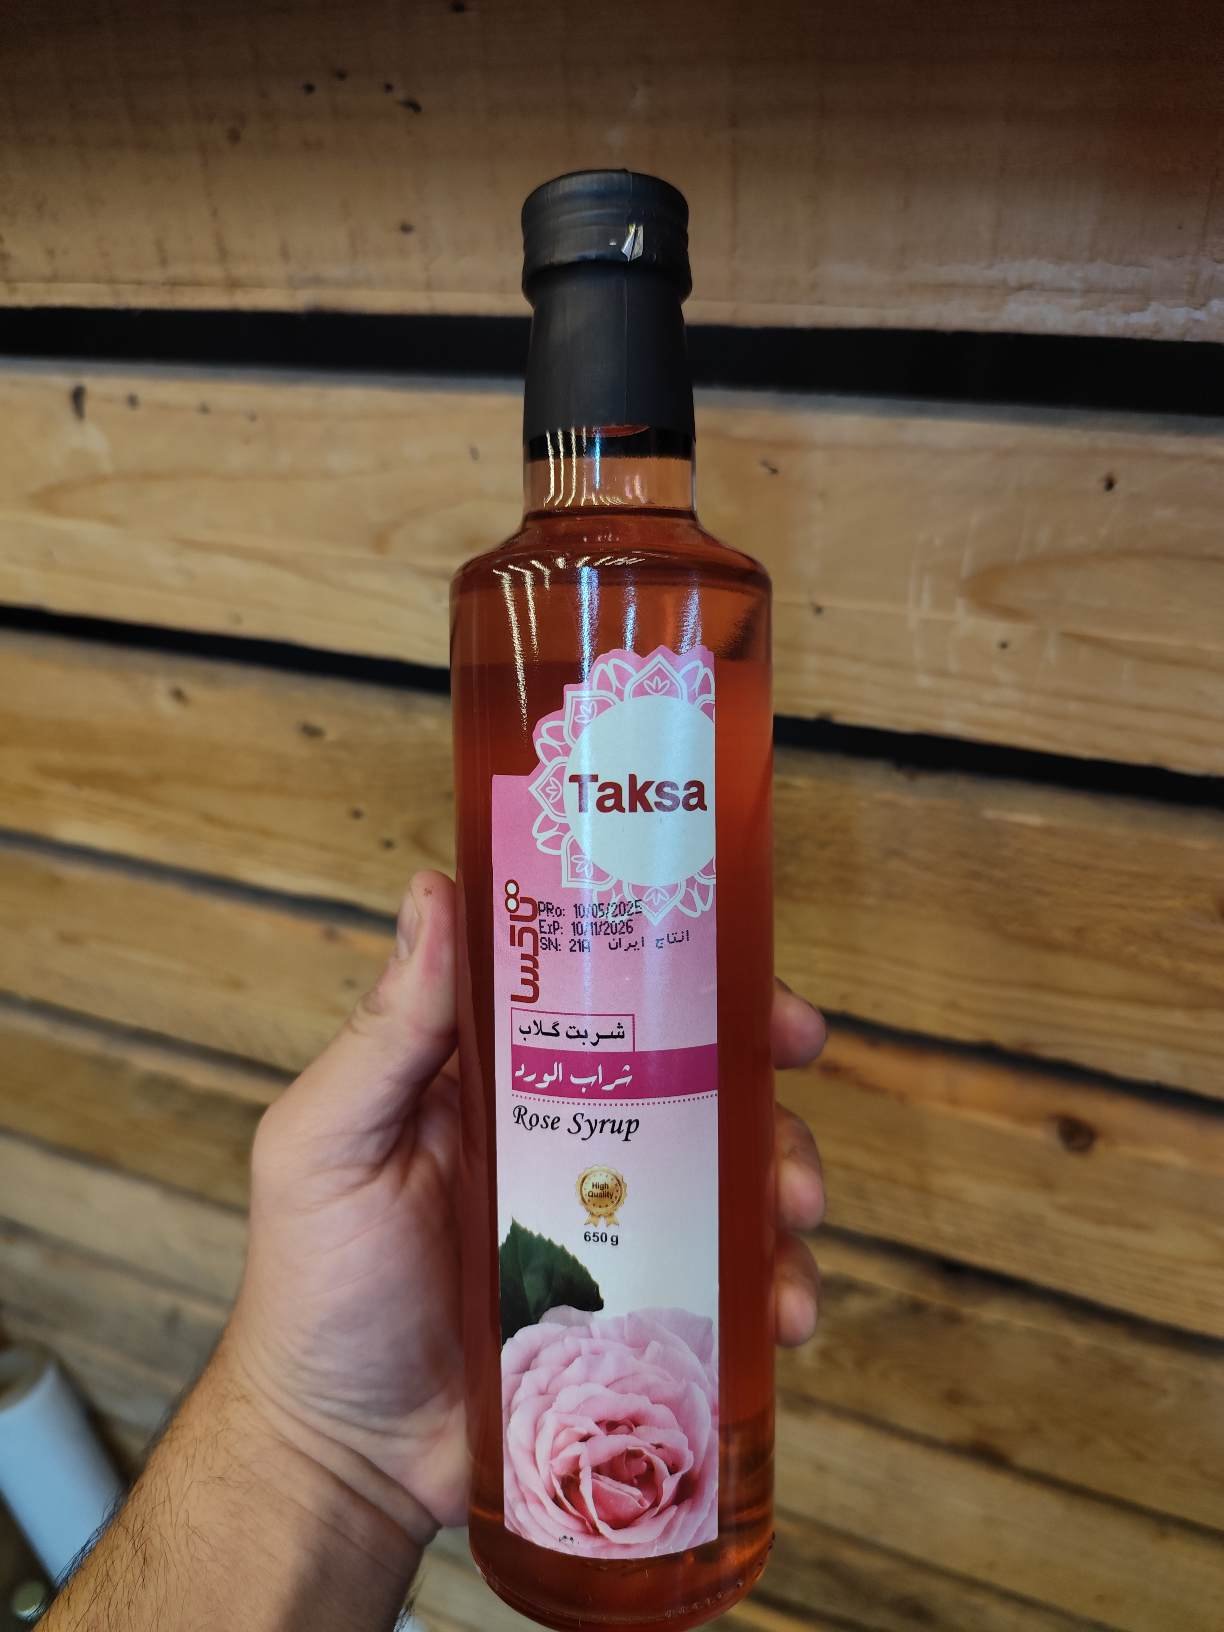 Taksa
تاکسا
PRo: 10/05/2025
ExP: 10/11/2026
SN: 21A انتاج ایران
شربت گلاب
شراب الورد
Rose Syrup
High
Quality
650 g